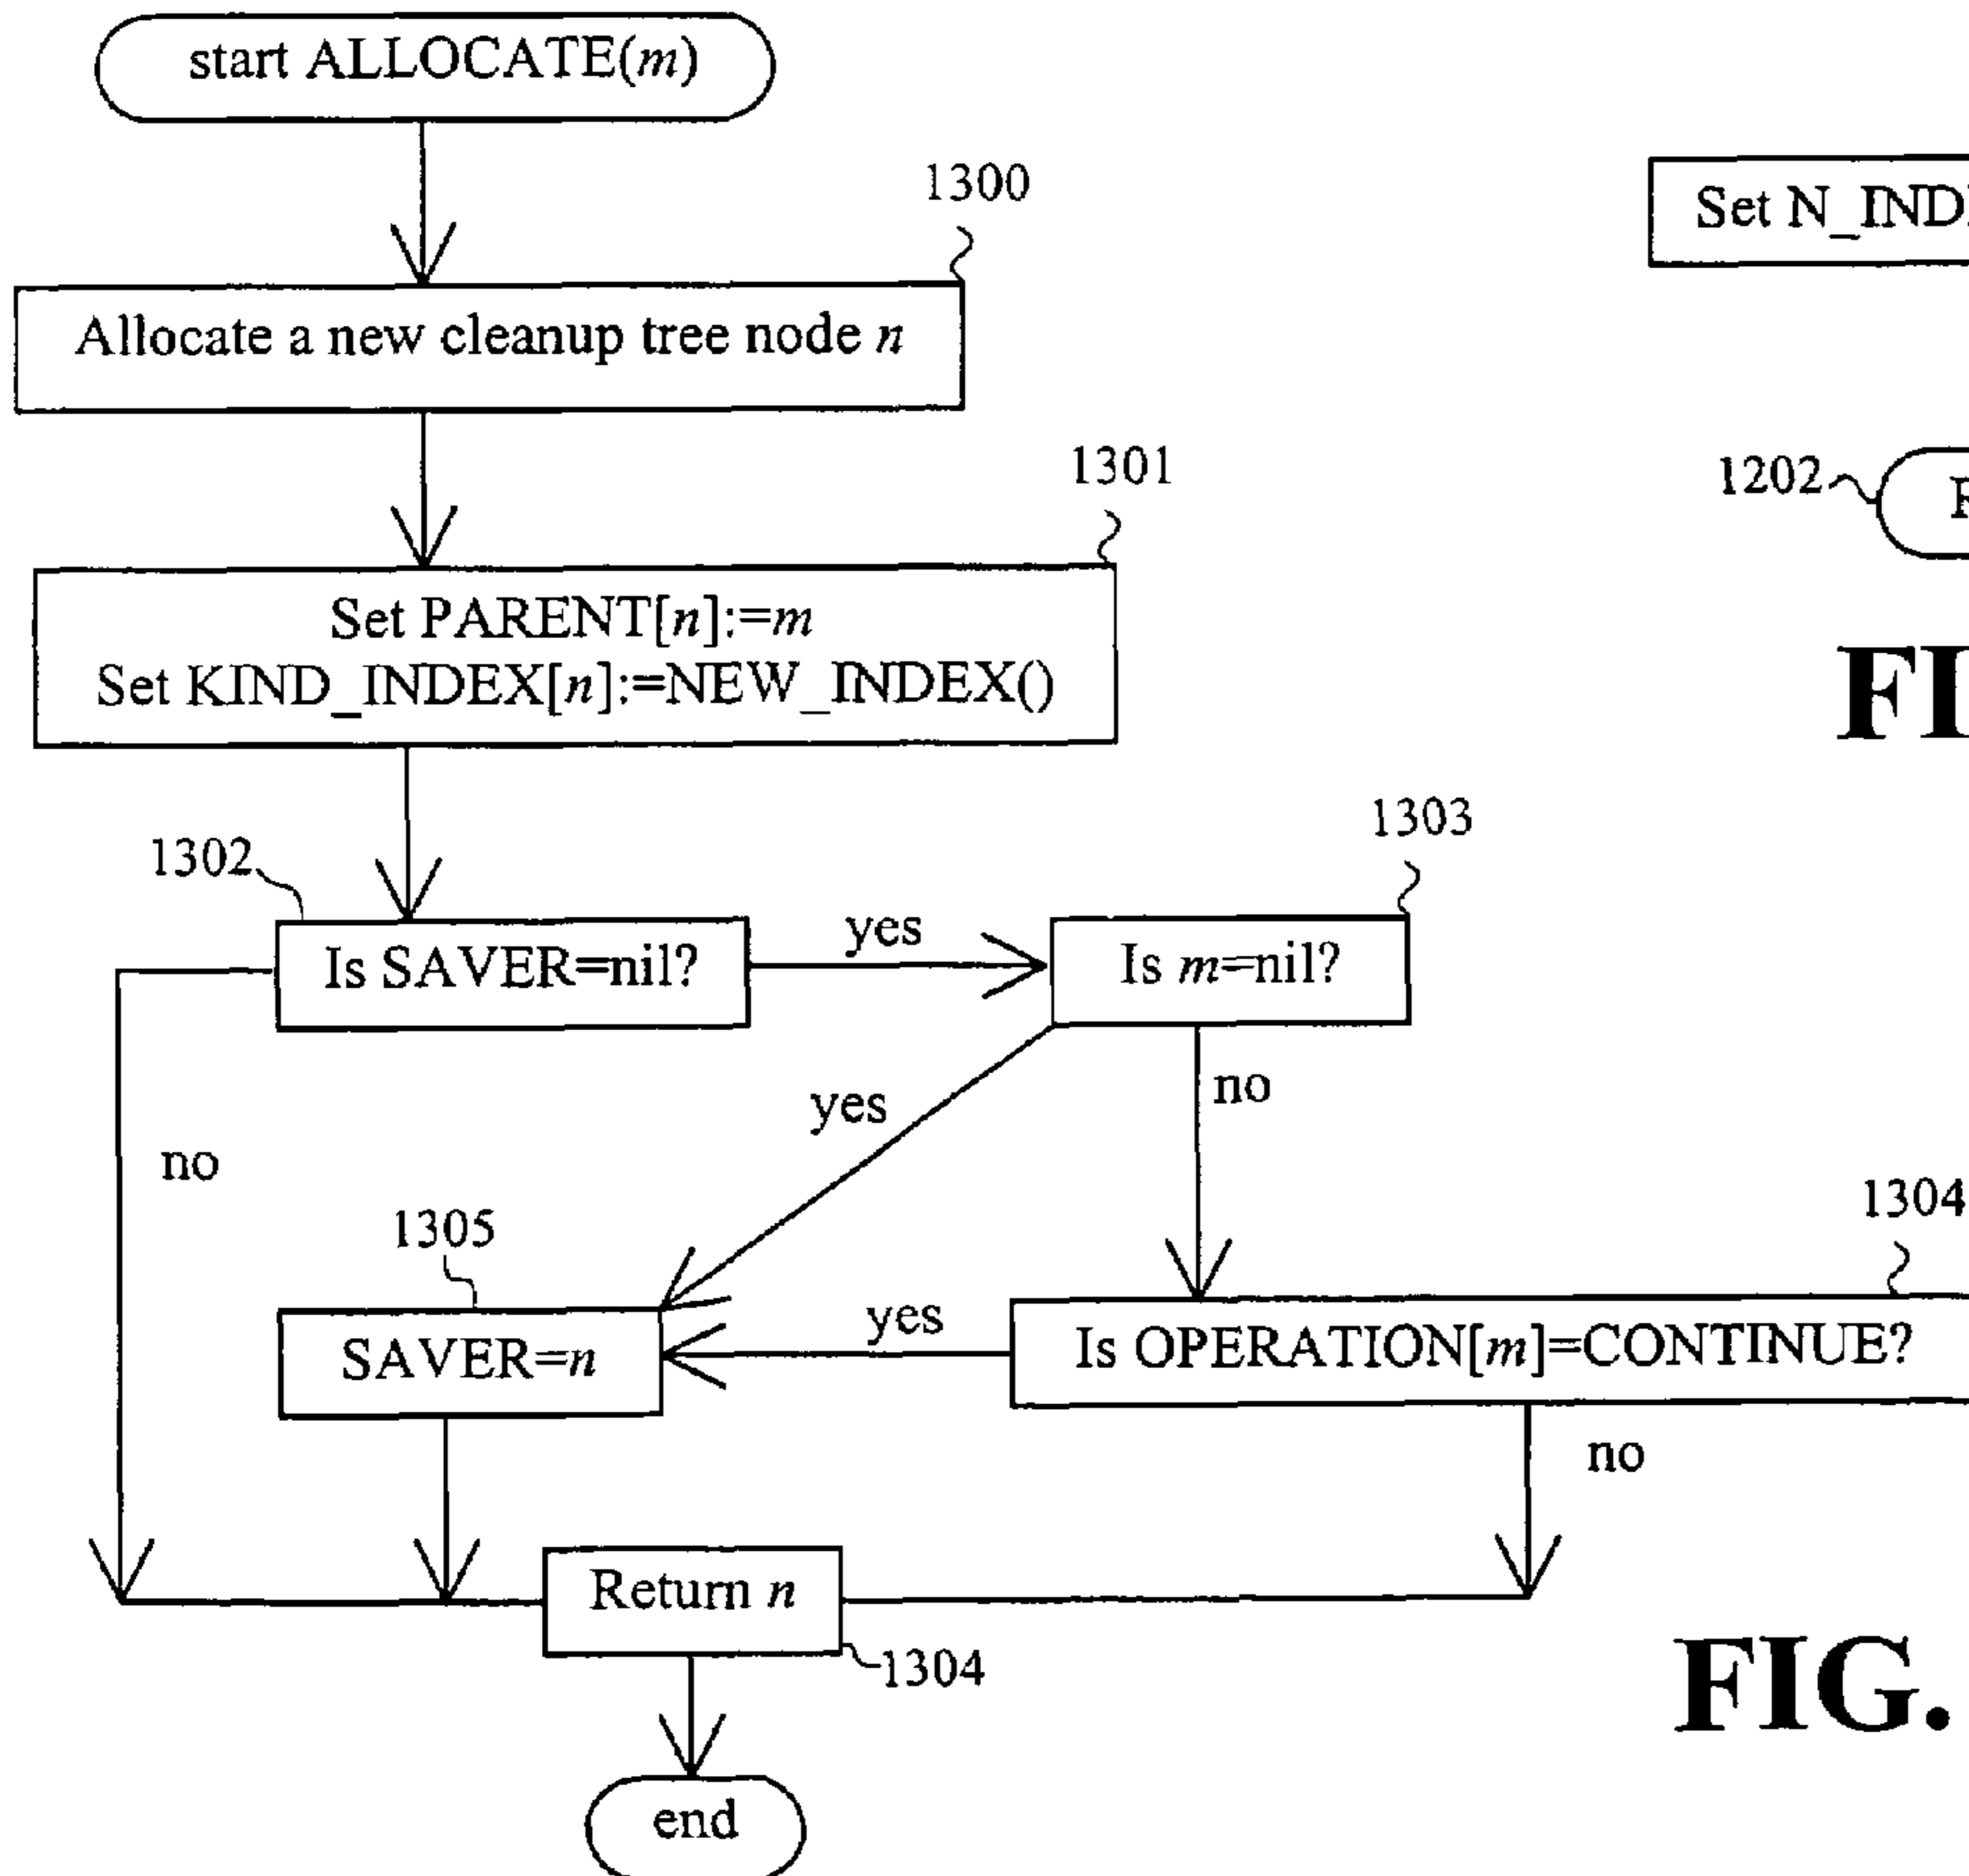 start ALLOCATE(m)
1300
Allocate a new cleanup tree node n
1301
Set PARENT[n]:=m
Set KIND_INDEX[n]:=NEW_INDEX()
1302
Is SAVER=nil?
yes
1303
Is m=nil?
no
yes
no
1304
Is OPERATION[m]=CONTINUE?
yes
1305
SAVER=n
no
Return n
1304
end
Set
1202
FIG.